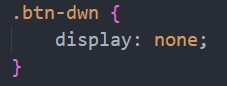 .btn-dwn {
    display: none;
}